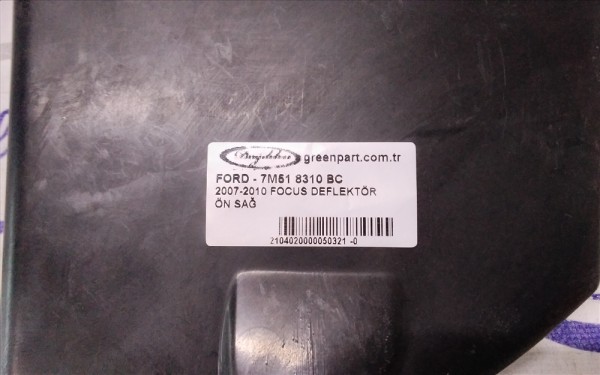 greenpart.com.tr
FORD - 7M51 8310 BC
2007-2010 FOCUS DEFLEKTÖR
ÖN SAĞ
2104020000050321 -0